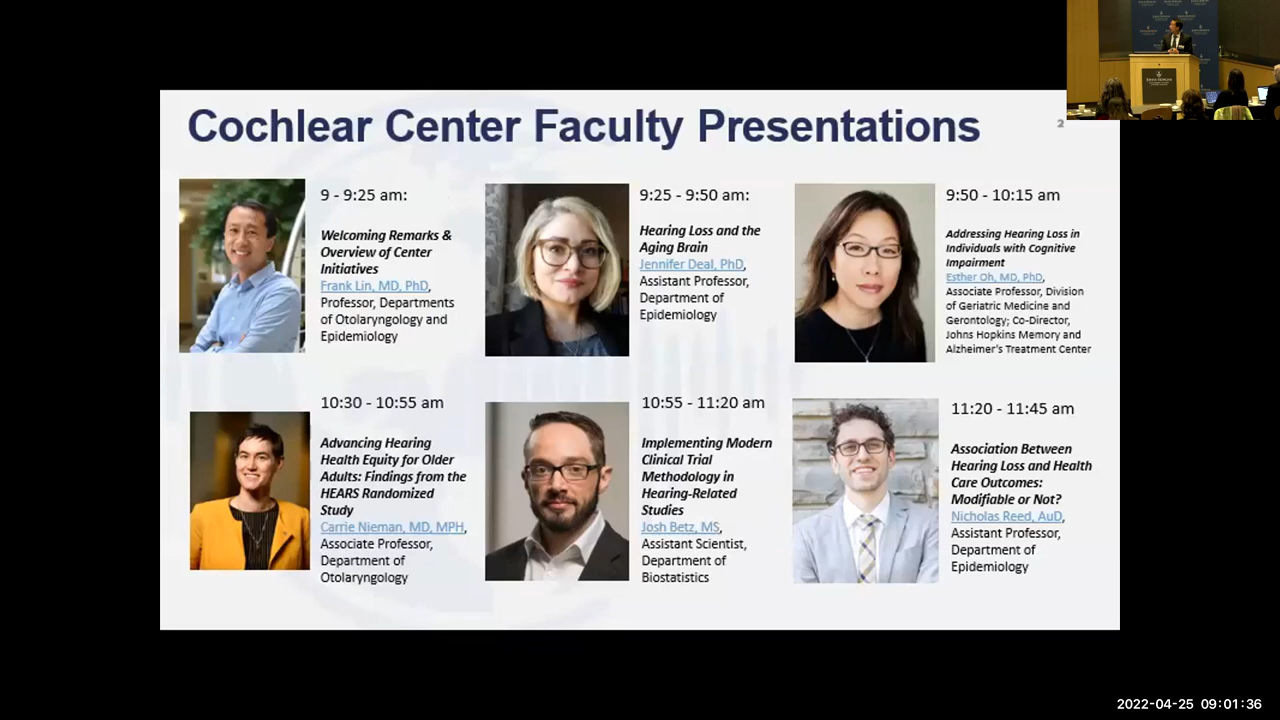 Cochlear Center Faculty Presentations
2
9 - 9:25 am:
Welcoming Remarks &
Overview of Center
Initiatives
Frank Lin, MD, PhD,
Professor, Departments
of Otolaryngology and
Epidemiology
9:25 - 9:50 am:
Hearing Loss and the
Aging Brain
Jennifer Deal, PhD,
Assistant Professor,
Department of
Epidemiology
9:50 - 10:15 am
Addressing Hearing Loss in
Individuals with Cognitive
Impairment
Esther Oh, MD, PhD,
Associate Professor, Division
of Geriatric Medicine and
Gerontology; Co-Director,
Johns Hopkins Memory and
Alzheimer's Treatment Center
10:30 - 10:55 am
Advancing Hearing
Health Equity for Older
Adults: Findings from the
HEARS Randomized
Study
Carrie Nieman, MD, MPH,
Associate Professor,
Department of
Otolaryngology
10:55 - 11:20 am
Implementing Modern
Clinical Trial
Methodology in
Hearing-Related
Studies
Josh Betz, MS,
Assistant Scientist,
Department of
Biostatistics
11:20 - 11:45 am
Association Between
Hearing Loss and Health
Care Outcomes:
Modifiable or Not?
Nicholas Reed, AuD,
Assistant Professor,
Department of
Epidemiology
2022-04-25 09:01:36